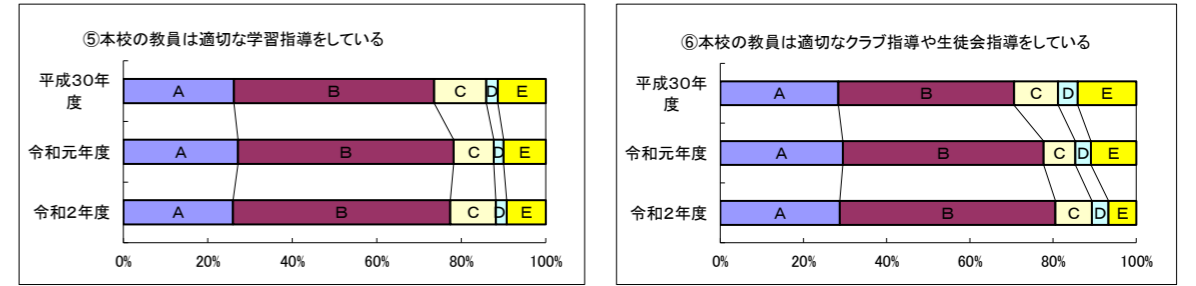 ⑤本校の教員は適切な学習指導をしている
平成30年
度
A B C D E
令和元年度
A B C D E
令和2年度
A B C D E
0% 20% 40% 60% 80% 100%
⑥本校の教員は適切なクラブ指導や生徒会指導をしている
平成30年
度
A B C D E
令和元年度
A B C D E
令和2年度
A B C D E
0% 20% 40% 60% 80% 100%